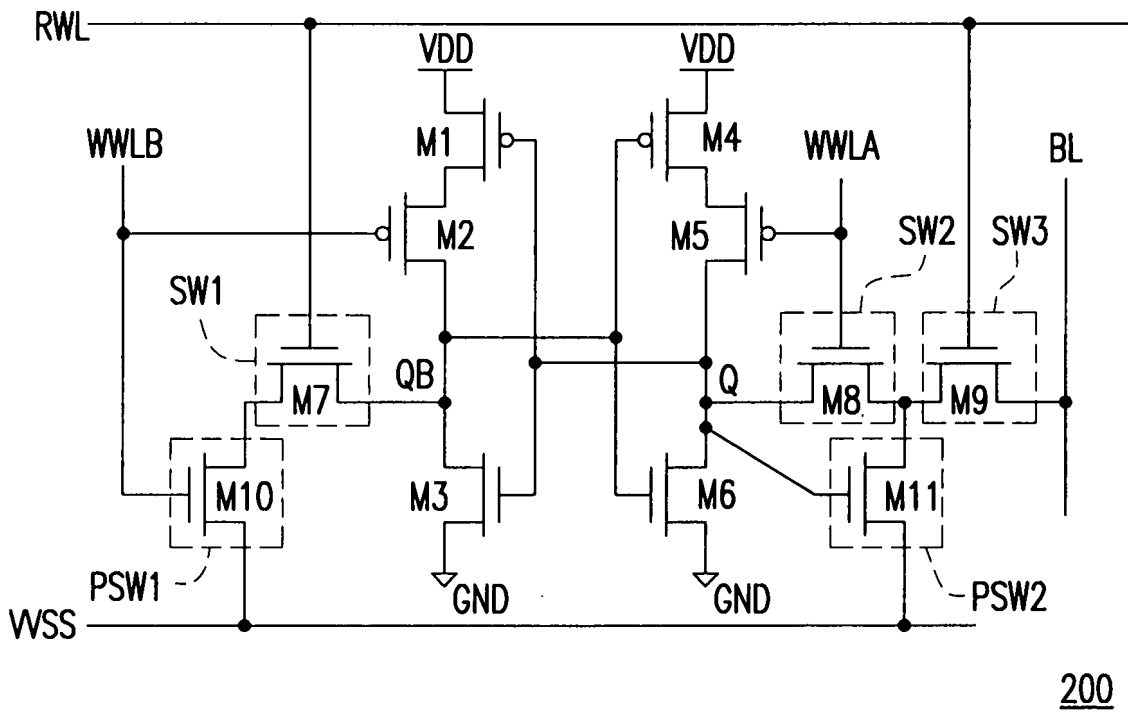 RWL
VDD
VDD
M1
M4
WWLB
WWLA
BL
M2
M5
SW2
SW3
SW1
QB
Q
M7
M8
M9
M10
M3
M6
M11
PSW1
GND
GND
PSW2
VVSS
200